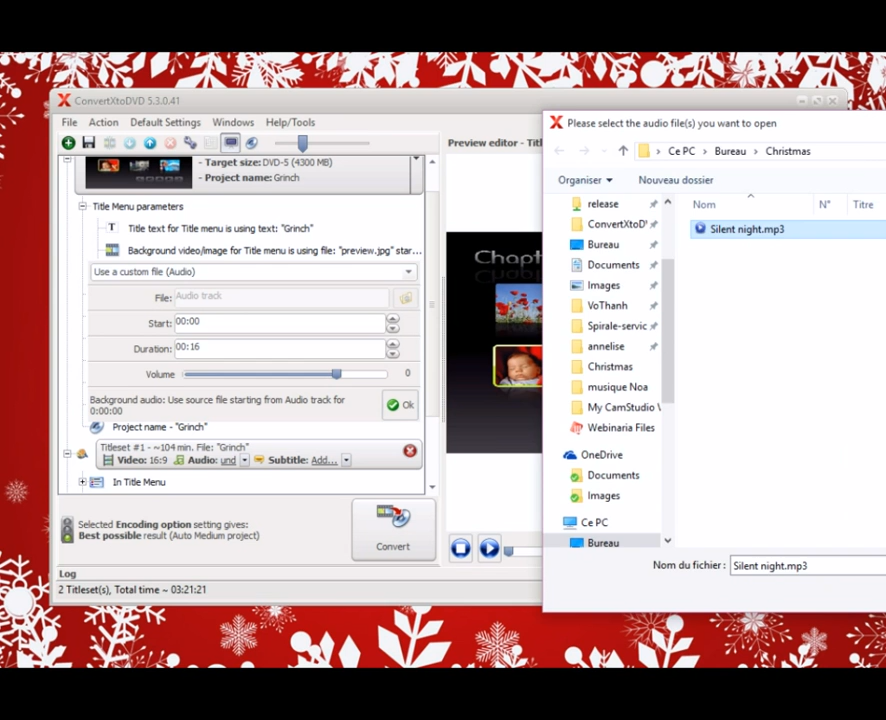 ConvertXtoDVD 5.3.0.41
File Action Default Settings Windows Help/Tools
- Target size: DVD-5 (4300 MB)
- Project name: Grinch
Title Menu parameters
T Title text for Title menu is using text: "Grinch"
Background video/image for Title menu is using file: "preview.jpg" star...
Use a custom file (Audio)
File: Audio track
Start: 00:00
Duration: 00:16
Volume 0
Background audio: Use source file starting from Audio track for
0:00:00
Ok
Project name - "Grinch"
Titleset #1 - ~104 min. File: "Grinch"
Video: 16:9 Audio: und Subtitle: Add...
In Title Menu
Selected Encoding option setting gives:
Best possible result (Auto Medium project)
Convert
Log
2 Titleset(s), Total time ~ 03:21:21
Preview editor - Titl
Chapt
Please select the audio file(s) you want to open
Ce PC > Bureau > Christmas
Organiser Nouveau dossier
release
ConvertXtoD
Bureau
Documents
Images
VoThanh
Spirale-servic
annelise
Christmas
musique Noa
My CamStudio V
Webinaria Files
OneDrive
Documents
Images
Ce PC
Bureau
Nom N° Titre
Silent night.mp3
Nom du fichier : Silent night.mp3